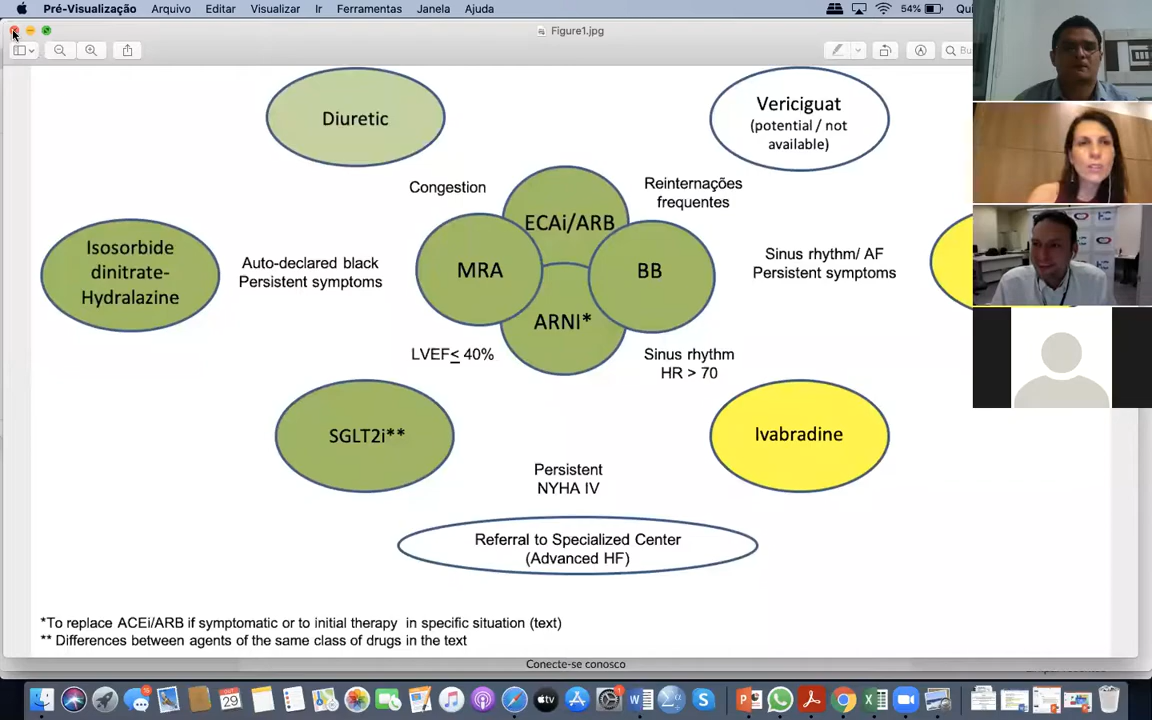 Pré-Visualização Arquivo Editar Visualizar Ir Ferramentas Janela Ajuda
54%
Figure1.jpg
Diuretic
Vericiguat
(potential / not
available)
Congestion
Reinternações
frequentes
ECAi/ARB
MRA
BB
ARNI*
Isosorbide
dinitrate-
Hydralazine
Auto-declared black
Persistent symptoms
Sinus rhythm/ AF
Persistent symptoms
LVEF≤ 40%
Sinus rhythm
HR > 70
SGLT2i**
Ivabradine
Persistent
NYHA IV
Referral to Specialized Center
(Advanced HF)
*To replace ACEi/ARB if symptomatic or to initial therapy in specific situation (text)
** Differences between agents of the same class of drugs in the text
Conecte-se conosco